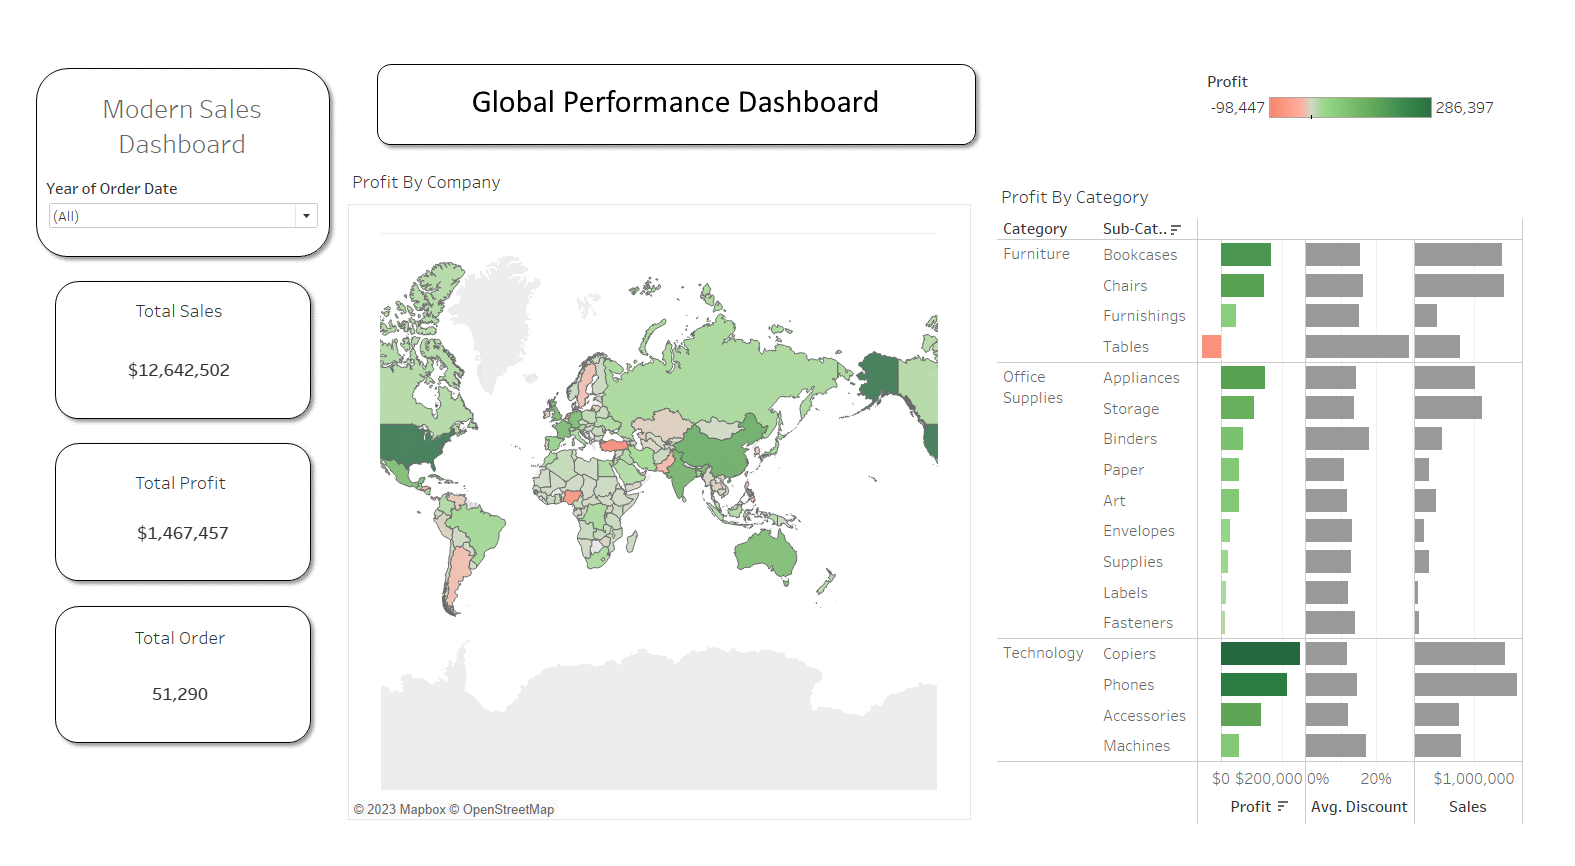 Modern Sales
Dashboard
Year of Order Date
(All)
Total Sales
$12,642,502
Total Profit
$1,467,457
Total Order
51,290
Global Performance Dashboard
Profit By Company
© 2023 Mapbox © OpenStreetMap
Profit
-98,447 286,397
Profit By Category
Category Sub-Cat..
Furniture Bookcases
Chairs
Furnishings
Tables
Office
Supplies
Appliances
Storage
Binders
Paper
Art
Envelopes
Supplies
Labels
Fasteners
Technology Copiers
Phones
Accessories
Machines
$0 $200,000 0% 20% $1,000,000
Profit Avg. Discount Sales